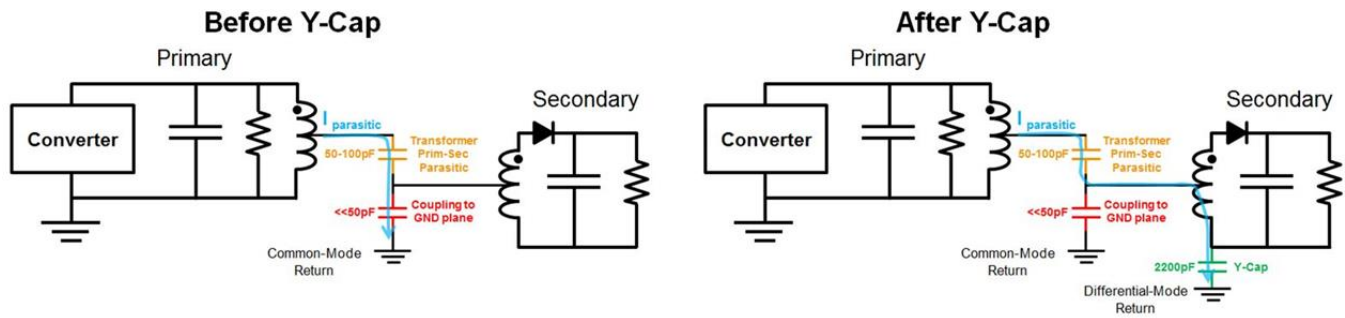 Before Y-Cap
Primary
Secondary
Converter
I parasitic
50-100pF
Transformer
Prim-Sec
Parasitic
<<50pF
Coupling to
GND plane
Common-Mode
Return
After Y-Cap
Primary
Secondary
Converter
I parasitic
50-100pF
Transformer
Prim-Sec
Parasitic
<<50pF
Coupling to
GND plane
Common-Mode
Return
2200pF
Y-Cap
Differential-Mode
Return